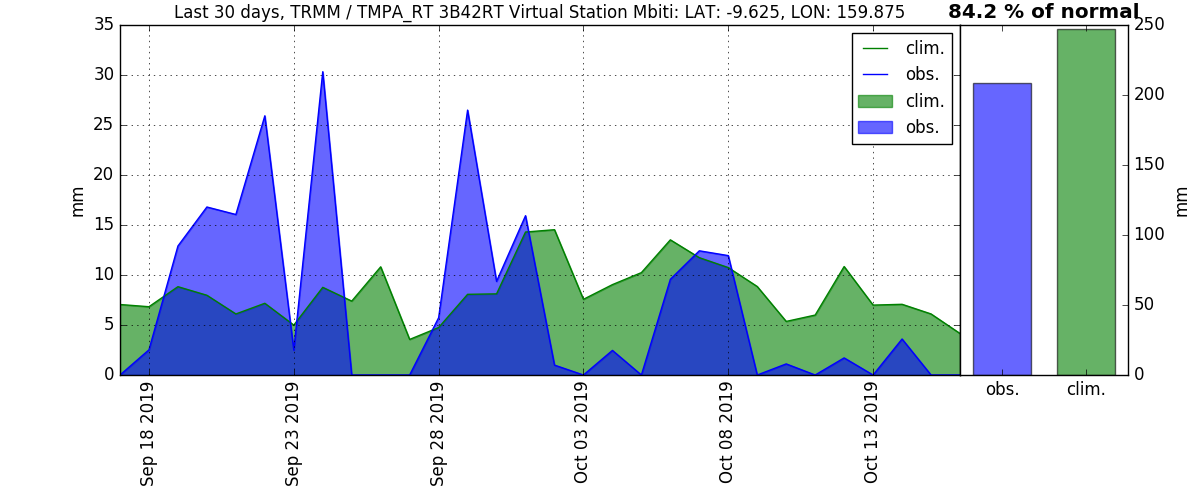 Last 30 days, TRMM / TMPA_RT 3B42RT Virtual Station Mbiti: LAT: -9.625, LON: 159.875
84.2 % of normal
35
30
25
20
15
10
5
0
mm
clim.
obs.
clim.
obs.
Sep 18 2019
Sep 23 2019
Sep 28 2019
Oct 03 2019
Oct 08 2019
Oct 13 2019
250
200
150
100
50
0
mm
obs.
clim.